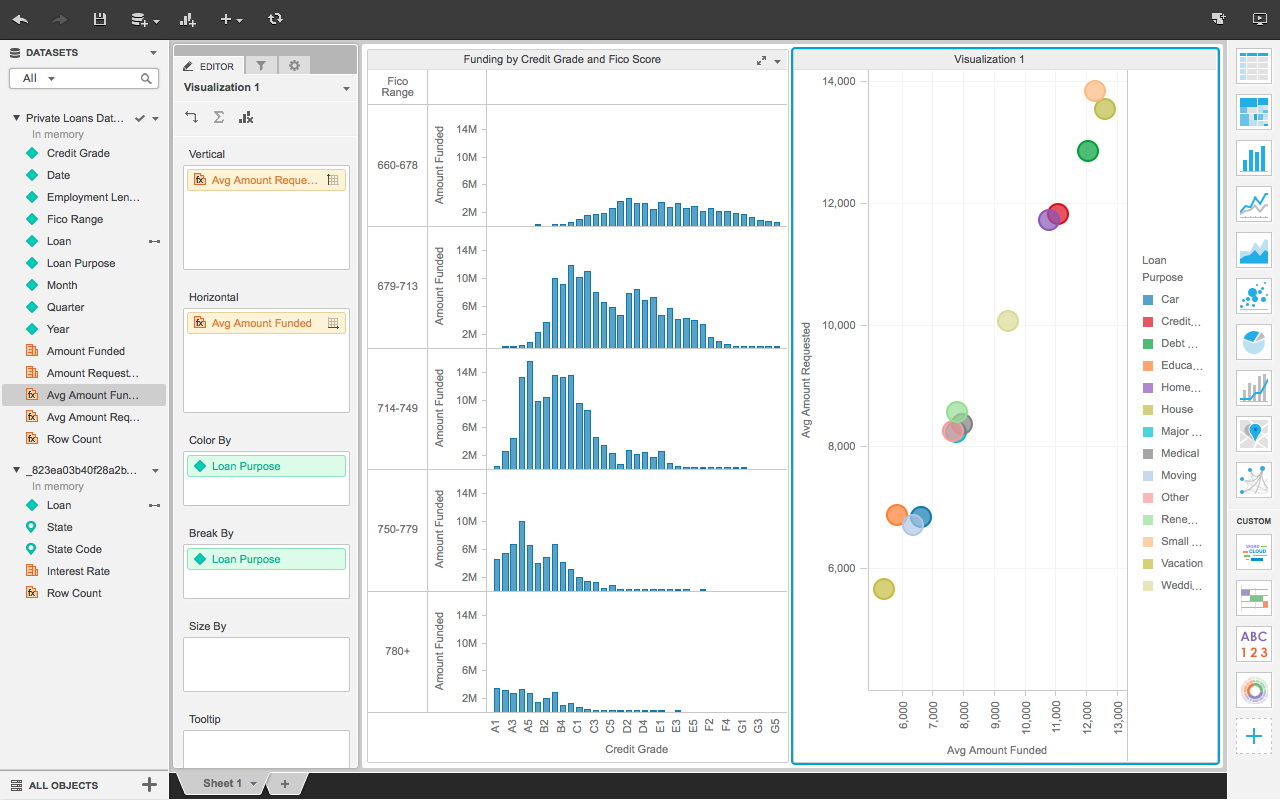 DATASETS
All
Private Loans Dat...
In memory
Credit Grade
Date
Employment Len...
Fico Range
Loan
Loan Purpose
Month
Quarter
Year
Amount Funded
Amount Request...
Avg Amount Fun...
Avg Amount Req...
Row Count
_823ea03b40f28a2b...
In memory
Loan
State
State Code
Interest Rate
Row Count
ALL OBJECTS
EDITOR
Visualization 1
Vertical
fx Avg Amount Reque...
Horizontal
fx Avg Amount Funded
Color By
Loan Purpose
Break By
Loan Purpose
Size By
Tooltip
Funding by Credit Grade and Fico Score
Fico
Range
660-678
Amount Funded
14M
10M
6M
2M
679-713
Amount Funded
14M
10M
6M
2M
714-749
Amount Funded
14M
10M
6M
2M
750-779
Amount Funded
14M
10M
6M
2M
780+
Amount Funded
14M
10M
6M
2M
A1 A3 A5 B2 B4 C1 C3 C5 D2 D4 E1 E3 E5 F2 F4 G1 G3 G5
Credit Grade
Visualization 1
Avg Amount Requested
14,000
12,000
10,000
8,000
6,000
6,000 7,000 8,000 9,000 10,000 11,000 12,000 13,000
Avg Amount Funded
Loan
Purpose
Car
Credit...
Debt ...
Educa...
Home...
House
Major ...
Medical
Moving
Other
Rene...
Small ...
Vacation
Weddi...
CUSTOM
WORD
CLOUD
ABC
123
Sheet 1